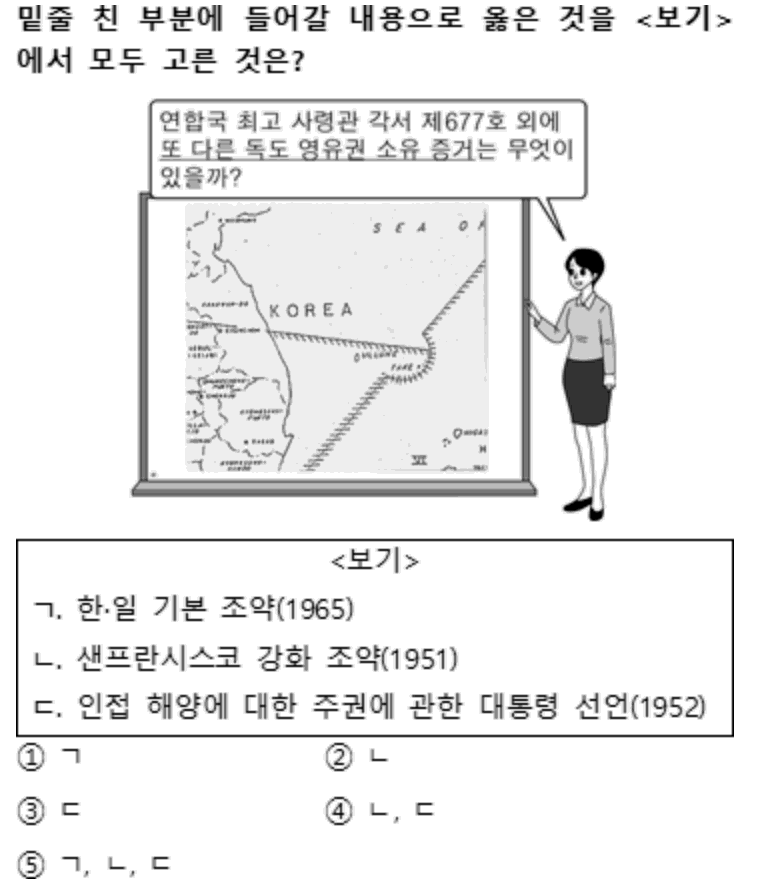 밑줄 친 부분에 들어갈 내용으로 옳은 것을 <보기>
에서 모두 고른 것은?
연합국 최고 사령관 각서 제677호 외에
또 다른 독도 영유권 소유 증거는 무엇이
있을까?
SEA OF
KOREA
TAKE
<보기>
ㄱ. 한·일 기본 조약(1965)
ㄴ. 샌프란시스코 강화 조약(1951)
ㄷ. 인접 해양에 대한 주권에 관한 대통령 선언(1952)
① ㄱ
② ㄴ
③ ㄷ
④ ㄴ, ㄷ
⑤ ㄱ, ㄴ, ㄷ